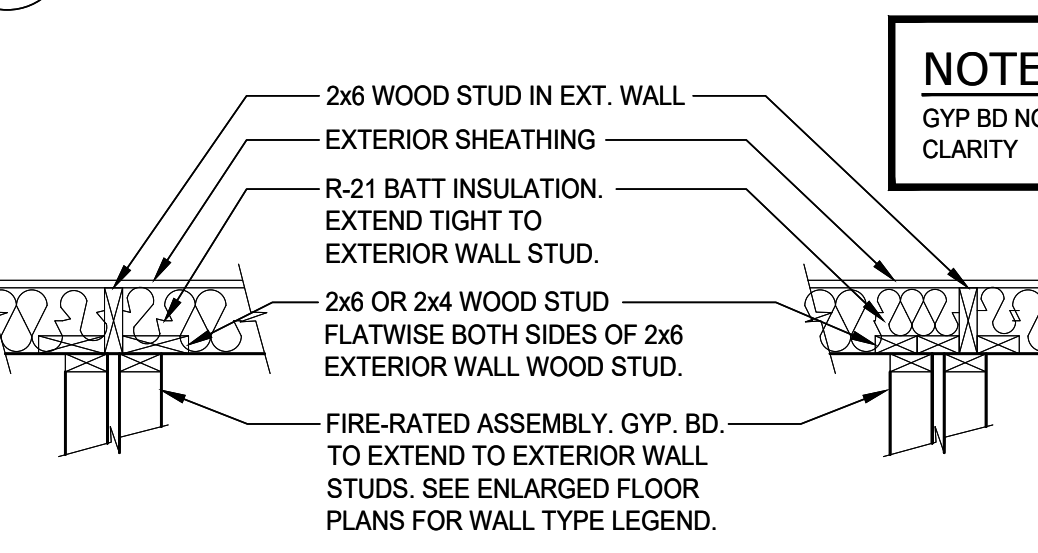 2x6 WOOD STUD IN EXT. WALL
EXTERIOR SHEATHING
R-21 BATT INSULATION.
EXTEND TIGHT TO
EXTERIOR WALL STUD.
2x6 OR 2x4 WOOD STUD
FLATWISE BOTH SIDES OF 2x6
EXTERIOR WALL WOOD STUD.
FIRE-RATED ASSEMBLY. GYP. BD.
TO EXTEND TO EXTERIOR WALL
STUDS. SEE ENLARGED FLOOR
PLANS FOR WALL TYPE LEGEND.
NOTE
GYP BD
CLARITY